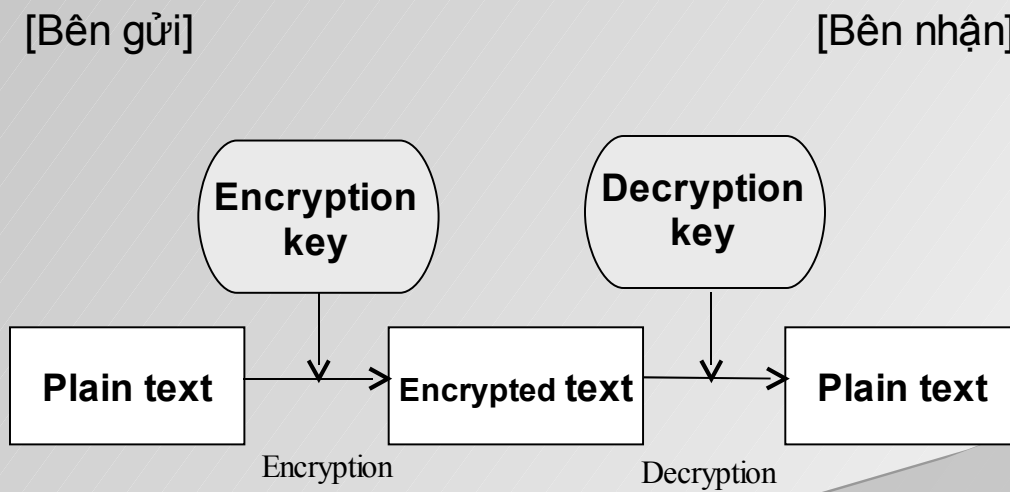 [Bên gửi]
[Bên nhận]
Encryption
key
Decryption
key
Plain text
Encrypted text
Plain text
Encryption
Decryption